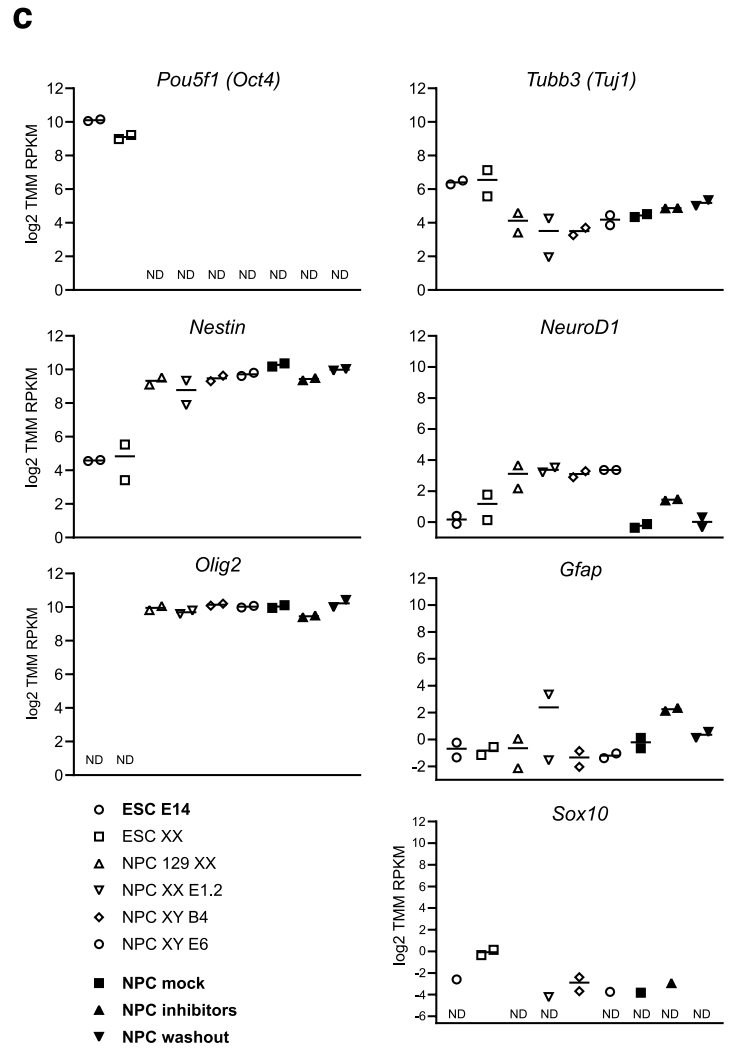 c
Pou5f1 (Oct4)
log2 TMM RPKM
12
10
8
6
4
2
0
ND ND ND ND ND ND ND
Tubb3 (Tuj1)
12
10
8
6
4
2
0
Nestin
log2 TMM RPKM
12
10
8
6
4
2
0
NeuroD1
12
10
8
6
4
2
0
Olig2
log2 TMM RPKM
12
10
8
6
4
2
0
ND ND
Gfap
12
10
8
6
4
2
0
-2
ESC E14
ESC XX
NPC 129 XX
NPC XX E1.2
NPC XY B4
NPC XY E6
NPC mock
NPC inhibitors
NPC washout
Sox10
log2 TMM RPKM
12
10
8
6
4
2
0
-2
-4
-6
ND ND ND ND ND ND ND